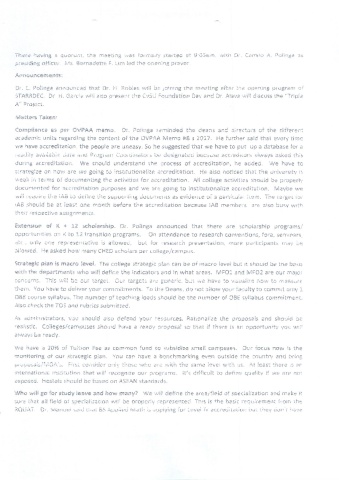 There having a quorum, the meeting was formally started at 9:05am with Dr. Carmen A. Pollnga as
presiding officer. Ms. Bernadette F. Luis led the opening prayer.
Announcements:
Dr. C. Polinga announced that Dr. H. Robles will be joining the meeting after the opening program of
STARRDEC. Dr. N. Garcia will also present the Cvsu Foundation Day and Dr. Abela will discuss the "Triple
A" Project.
Matters Taken:
Compliance as per OVPAA memo. Dr. Polinga reminded the deans and directors of the different
academic units regarding the content of the OVPAA Memo #6 s 2017. He further said that every time
we have accreditation the people are uneasy. So he suggested that we have to put up a database for a
readily available data and Program Coordinators be designated because accreditors always asked this
during accreditation. We should understand the process of accreditation, he added. We have to
strategize on how are we going to institutionalize accreditation. He also noticed that the university is
weak in terms of documenting the activities for accreditation. All college activities should be properly
documented for accreditation purposes and we are going to institutionalize accreditation. Maybe we
will require the IAB to define the supporting documents as evidence of a particular item. The target for
IAB should be at least one month before the accreditation because IAB members are also busy with
their respective assignments.
Extension of K + 12 scholarship. Dr. Polinga announced that there are scholarship programs/
opportunities on K to 12 transition programs. On attendance to research conventions, fora, seminars,
etc. only one representative is allowed, but for research presentation, more participants may be
allowed. He asked how many CHED scholars per college/campus.
Strategic plan is macro level. The college strategic plan can be of macro level but it should be the basis
with the departments who will define the indicators and in what areas. MFO1 and MFO2 are our major
concerns. This will be our target. Our targets are generic but we have to visualize how to measure
them. You have to deliver your commitments. To the Deans, do not allow your faculty to commit only 1
OBE course syllabus. The number of teaching loads should be the number of OBE syllabus commitment.
Also check the TOS and rubrics submitted.
As administrators, you should also defend your resources. Rationalize the proposals and should be
realistic. Colleges/campuses should have a ready proposal so that if there is an opportunity you will
always be ready.
We have a 20% of Tuition Fee as common fund to subsidize small campuses. Our focus now is the
monitoring of our strategic plan. You can have a benchmarking even outside the country and bring
proposals/MOA's. First consider only those who are with the same level with us. At least there is an
international institution that will recognize our programs. It's difficult to define quality if we are not
exposed. Hostels should be based on ASEAN standards.
Who will go for study leave and how many? We will define the area/field of specialization and make it
sure that all field of specialization will be properly represented. This is the basic requirement from the
RQUAT. Dr. Mojica said that BS Applied Math is applying for Level III accreditation but they don't have